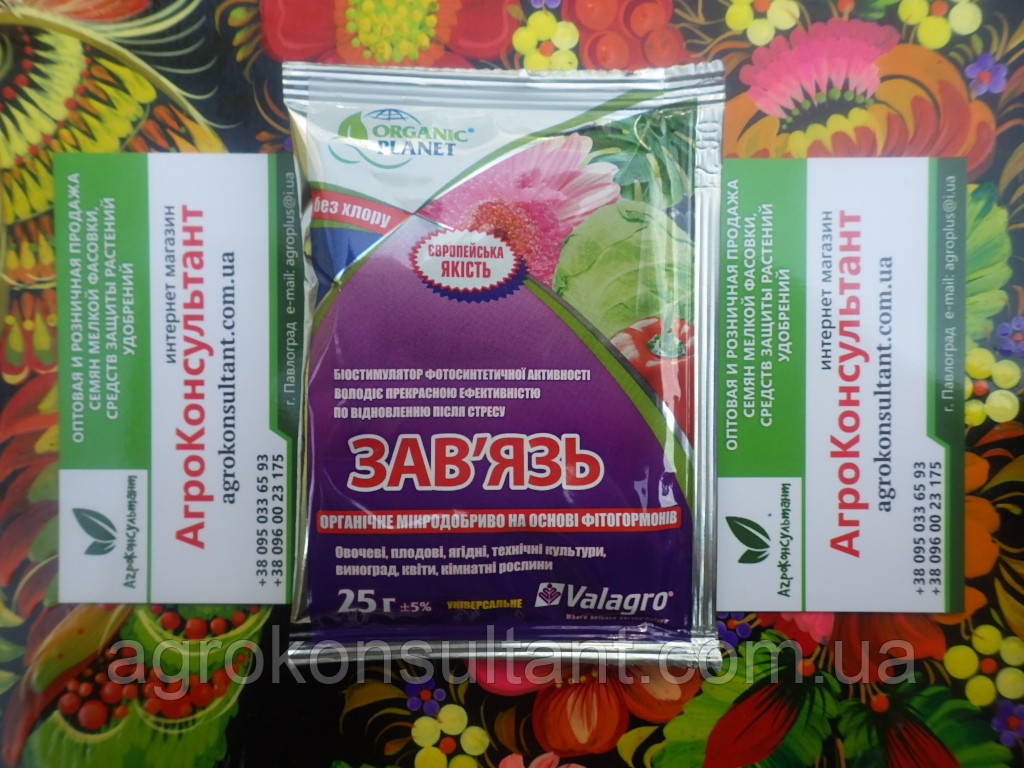 ОПТОВАЯ И РОЗНИЧНАЯ ПРОДАЖА
СЕМЯН МЕЛКОЙ ФАСОВКИ,
СРЕДСТВ ЗАЩИТЫ РАСТЕНИЙ
УДОБРЕНИЙ
АгроКонсультант
интернет магазин
АгроКонсультант
agrokonsultant.com.ua
+38 095 033 65 93
+38 096 00 23 175
г. Павлоград e-mail: agroplus@i.ua
ORGANIC®
PLANET
без хлору
ЄВРОПЕЙСЬКА
ЯКІСТЬ
БІОСТИМУЛЯТОР ФОТОСИНТЕТИЧНОЇ АКТИВНОСТІ
ВОЛОДІЄ ПРЕКРАСНОЮ ЕФЕКТИВНІСТЮ
ПО ВІДНОВЛЕННЮ ПІСЛЯ СТРЕСУ
ЗАВ'ЯЗЬ
ОРГАНІЧНЕ МІКРОДОБРИВО НА ОСНОВІ ФІТОГОРМОНІВ
Овочеві, плодові, ягідні, технічні культури,
виноград, квіти, кімнатні рослини
25 г ±5% УНІВЕРСАЛЬНЕ Valagro®
ОПТОВАЯ И РОЗНИЧНАЯ ПРОДАЖА
СЕМЯН МЕЛКОЙ ФАСОВКИ,
СРЕДСТВ ЗАЩИТЫ РАСТЕНИЙ
УДОБРЕНИЙ
АгроКонсультант
интернет магазин
АгроКонсультант
agrokonsultant.com.ua
+38 095 033 65 93
+38 096 00 23 175
г. Павлоград e-mail: agroplus@i.ua
agrokonsultant.com.ua